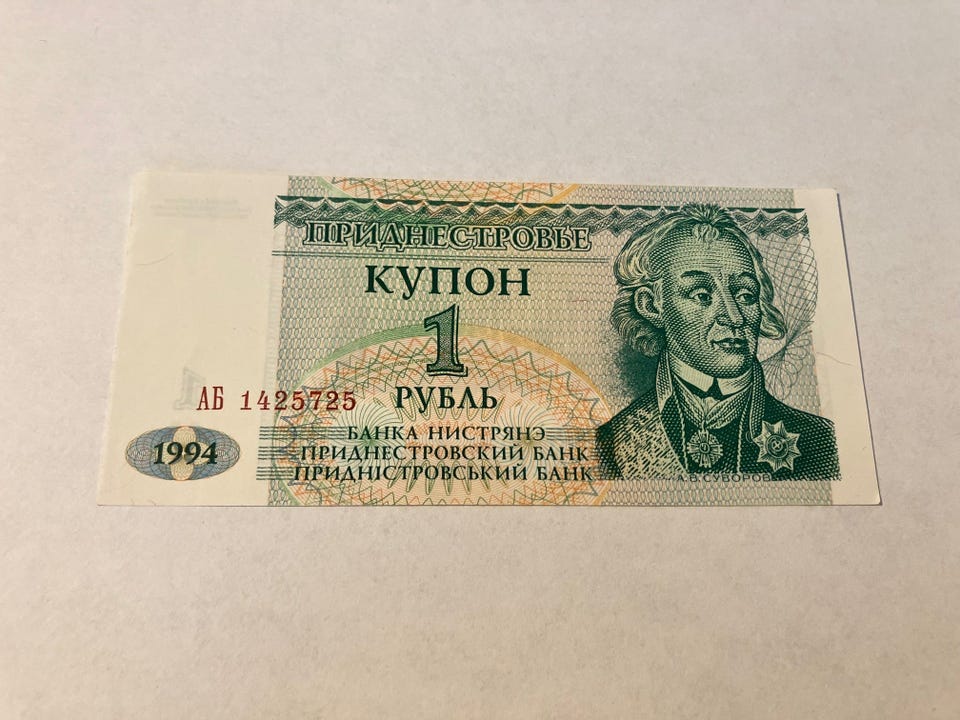 ПРИДНЕСТРОВЬЕ
КУПОН
1
РУБЛЬ
АБ 1425725
БАНКА НИСТРЯНЭ
ПРИДНЕСТРОВСКИЙ БАНК
ПРИДНІСТРОВСЬКИЙ БАНК
1994
А.В.СУВОРОВ